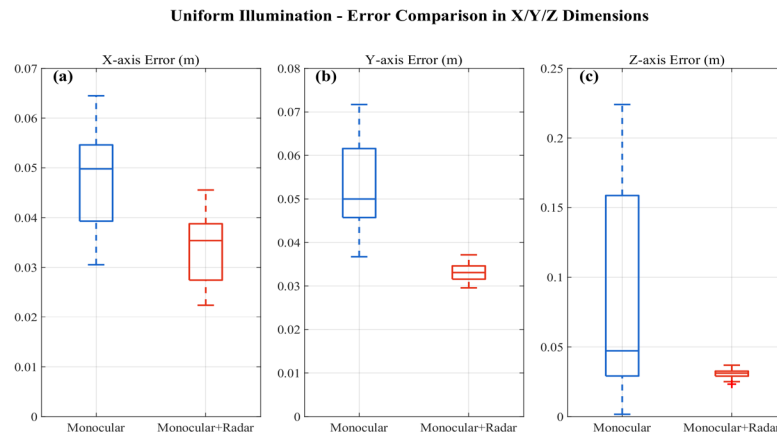 Uniform Illumination - Error Comparison in X/Y/Z Dimensions
X-axis Error (m)
(a)
0.07
0.06
0.05
0.04
0.03
0.02
0.01
0
Monocular Monocular+Radar
Y-axis Error (m)
(b)
0.08
0.07
0.06
0.05
0.04
0.03
0.02
0.01
0
Monocular Monocular+Radar
Z-axis Error (m)
(c)
0.25
0.2
0.15
0.1
0.05
0
Monocular Monocular+Radar